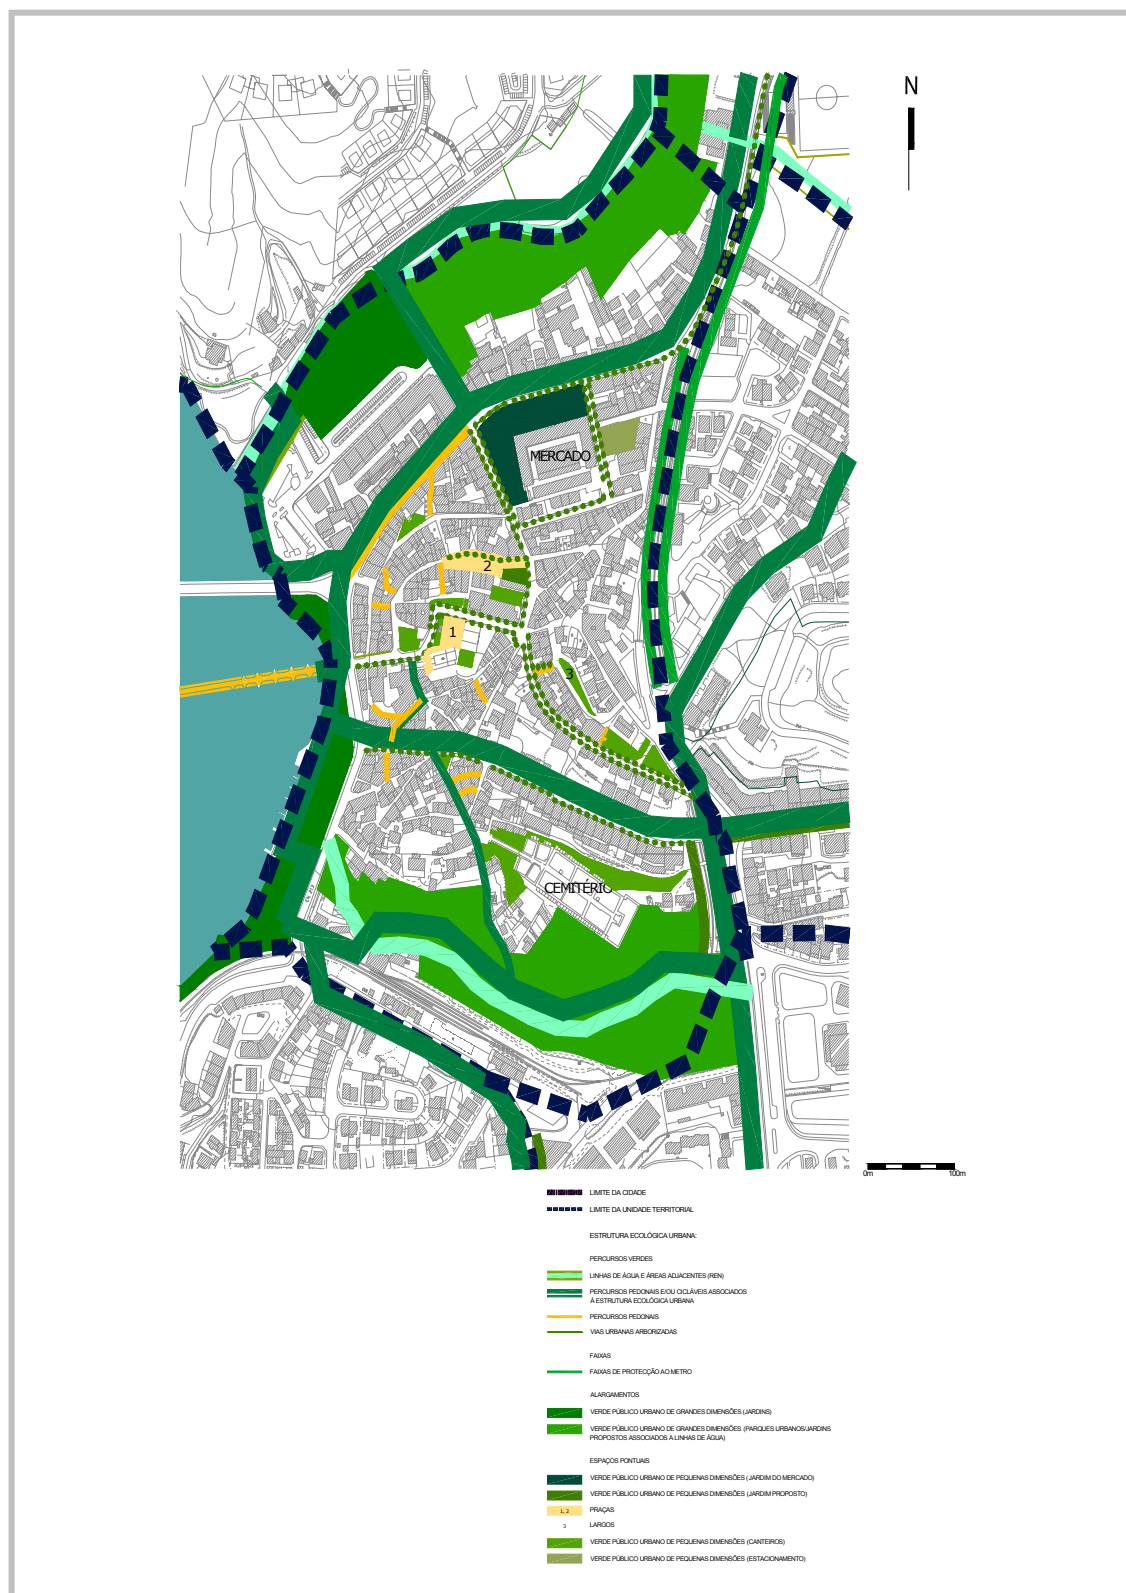 N
MERCADO
2
1
3
CEMITÉRIO
0m 100m
LIMITE DA CIDADE
LIMITE DA UNIDADE TERRITORIAL
ESTRUTURA ECOLÓGICA URBANA:
PERCURSOS VERDES
LINHAS DE ÁGUA E ÁREAS ADJACENTES (REN)
PERCURSOS PEDONAIS E/OU CICLÁVEIS ASSOCIADOS
À ESTRUTURA ECOLÓGICA URBANA
PERCURSOS PEDONAIS
VIAS URBANAS ARBORIZADAS
FAIXAS
FAIXAS DE PROTECÇÃO AO METRO
ALARGAMENTOS
VERDE PÚBLICO URBANO DE GRANDES DIMENSÕES (JARDINS)
VERDE PÚBLICO URBANO DE GRANDES DIMENSÕES (PARQUES URBANOS/JARDINS
PROPOSTOS ASSOCIADOS A LINHAS DE ÁGUA)
ESPAÇOS PONTUAIS
VERDE PÚBLICO URBANO DE PEQUENAS DIMENSÕES (JARDIM DO MERCADO)
VERDE PÚBLICO URBANO DE PEQUENAS DIMENSÕES (JARDIM PROPOSTO)
1, 2 PRAÇAS
3 LARGOS
VERDE PÚBLICO URBANO DE PEQUENAS DIMENSÕES (CANTEIROS)
VERDE PÚBLICO URBANO DE PEQUENAS DIMENSÕES (ESTACIONAMENTO)